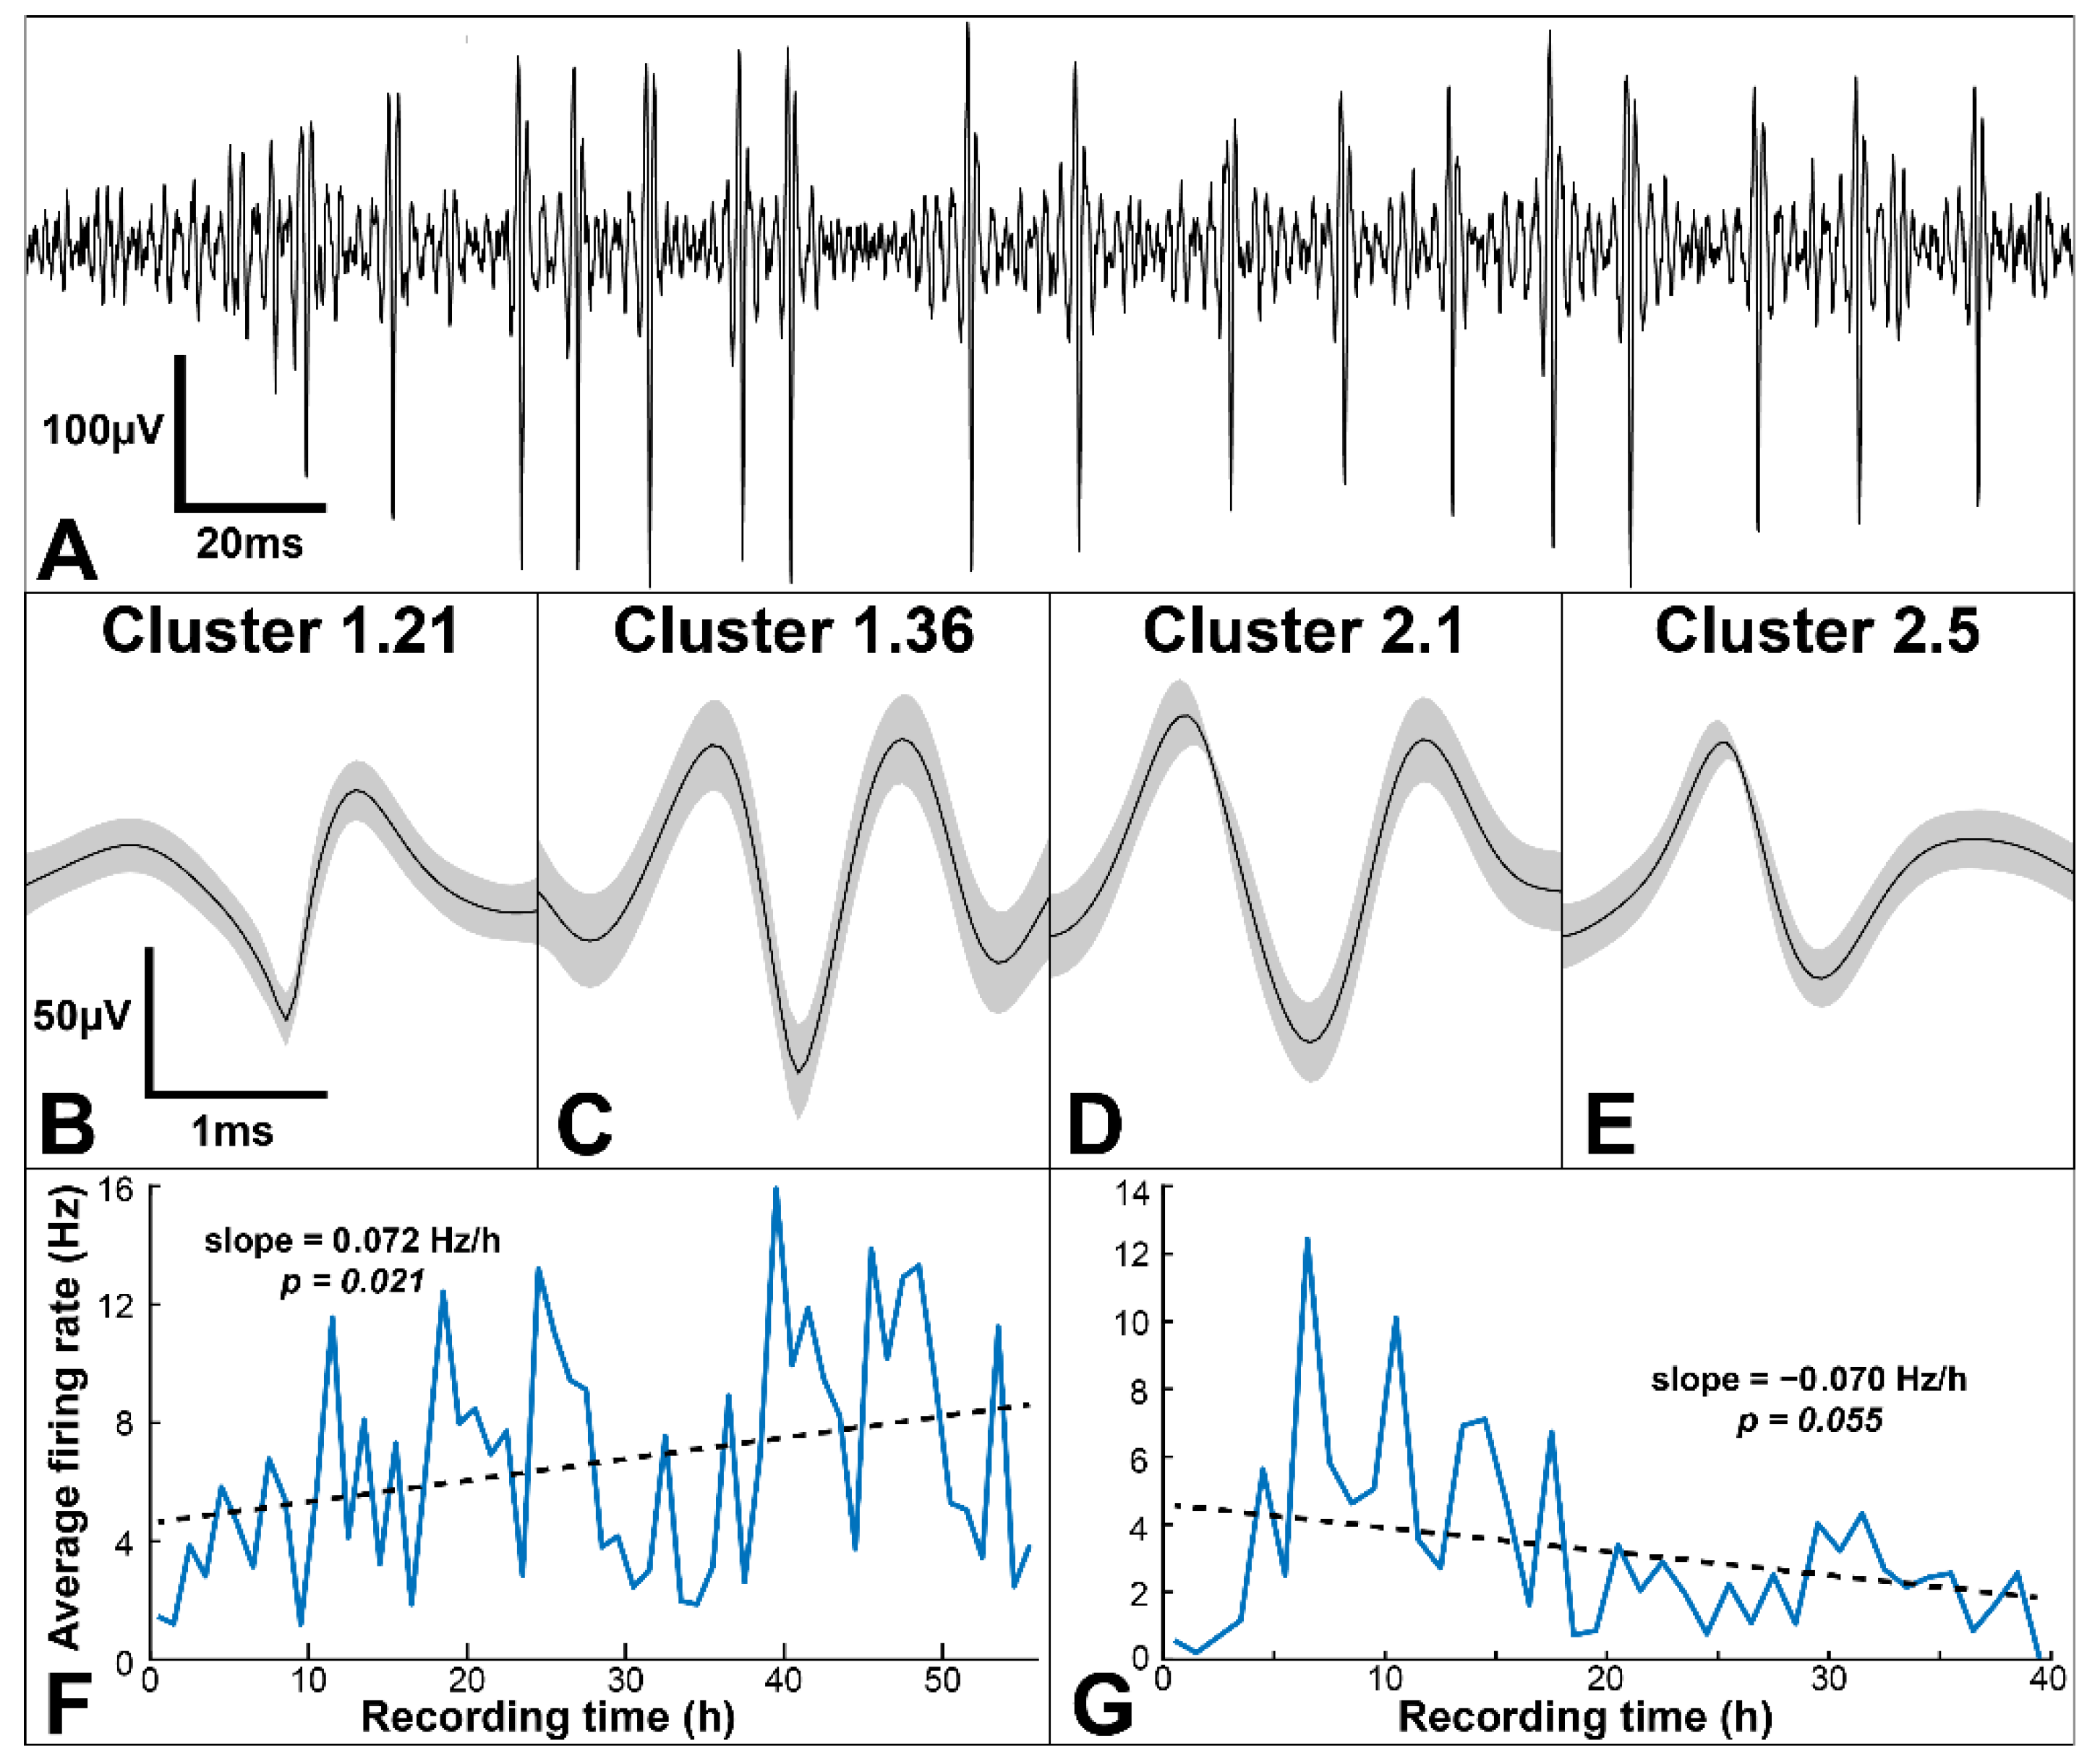 100µV
20ms
A
Cluster 1.21
Cluster 1.36
Cluster 2.1
Cluster 2.5
50µV
1ms
B
C
D
E
Average firing rate (Hz)
16
12
8
4
0
slope = 0.072 Hz/h
p = 0.021
0 10 20 30 40 50
Recording time (h)
F
14
12
10
8
6
4
2
0
slope = −0.070 Hz/h
p = 0.055
0 10 20 30 40
Recording time (h)
G